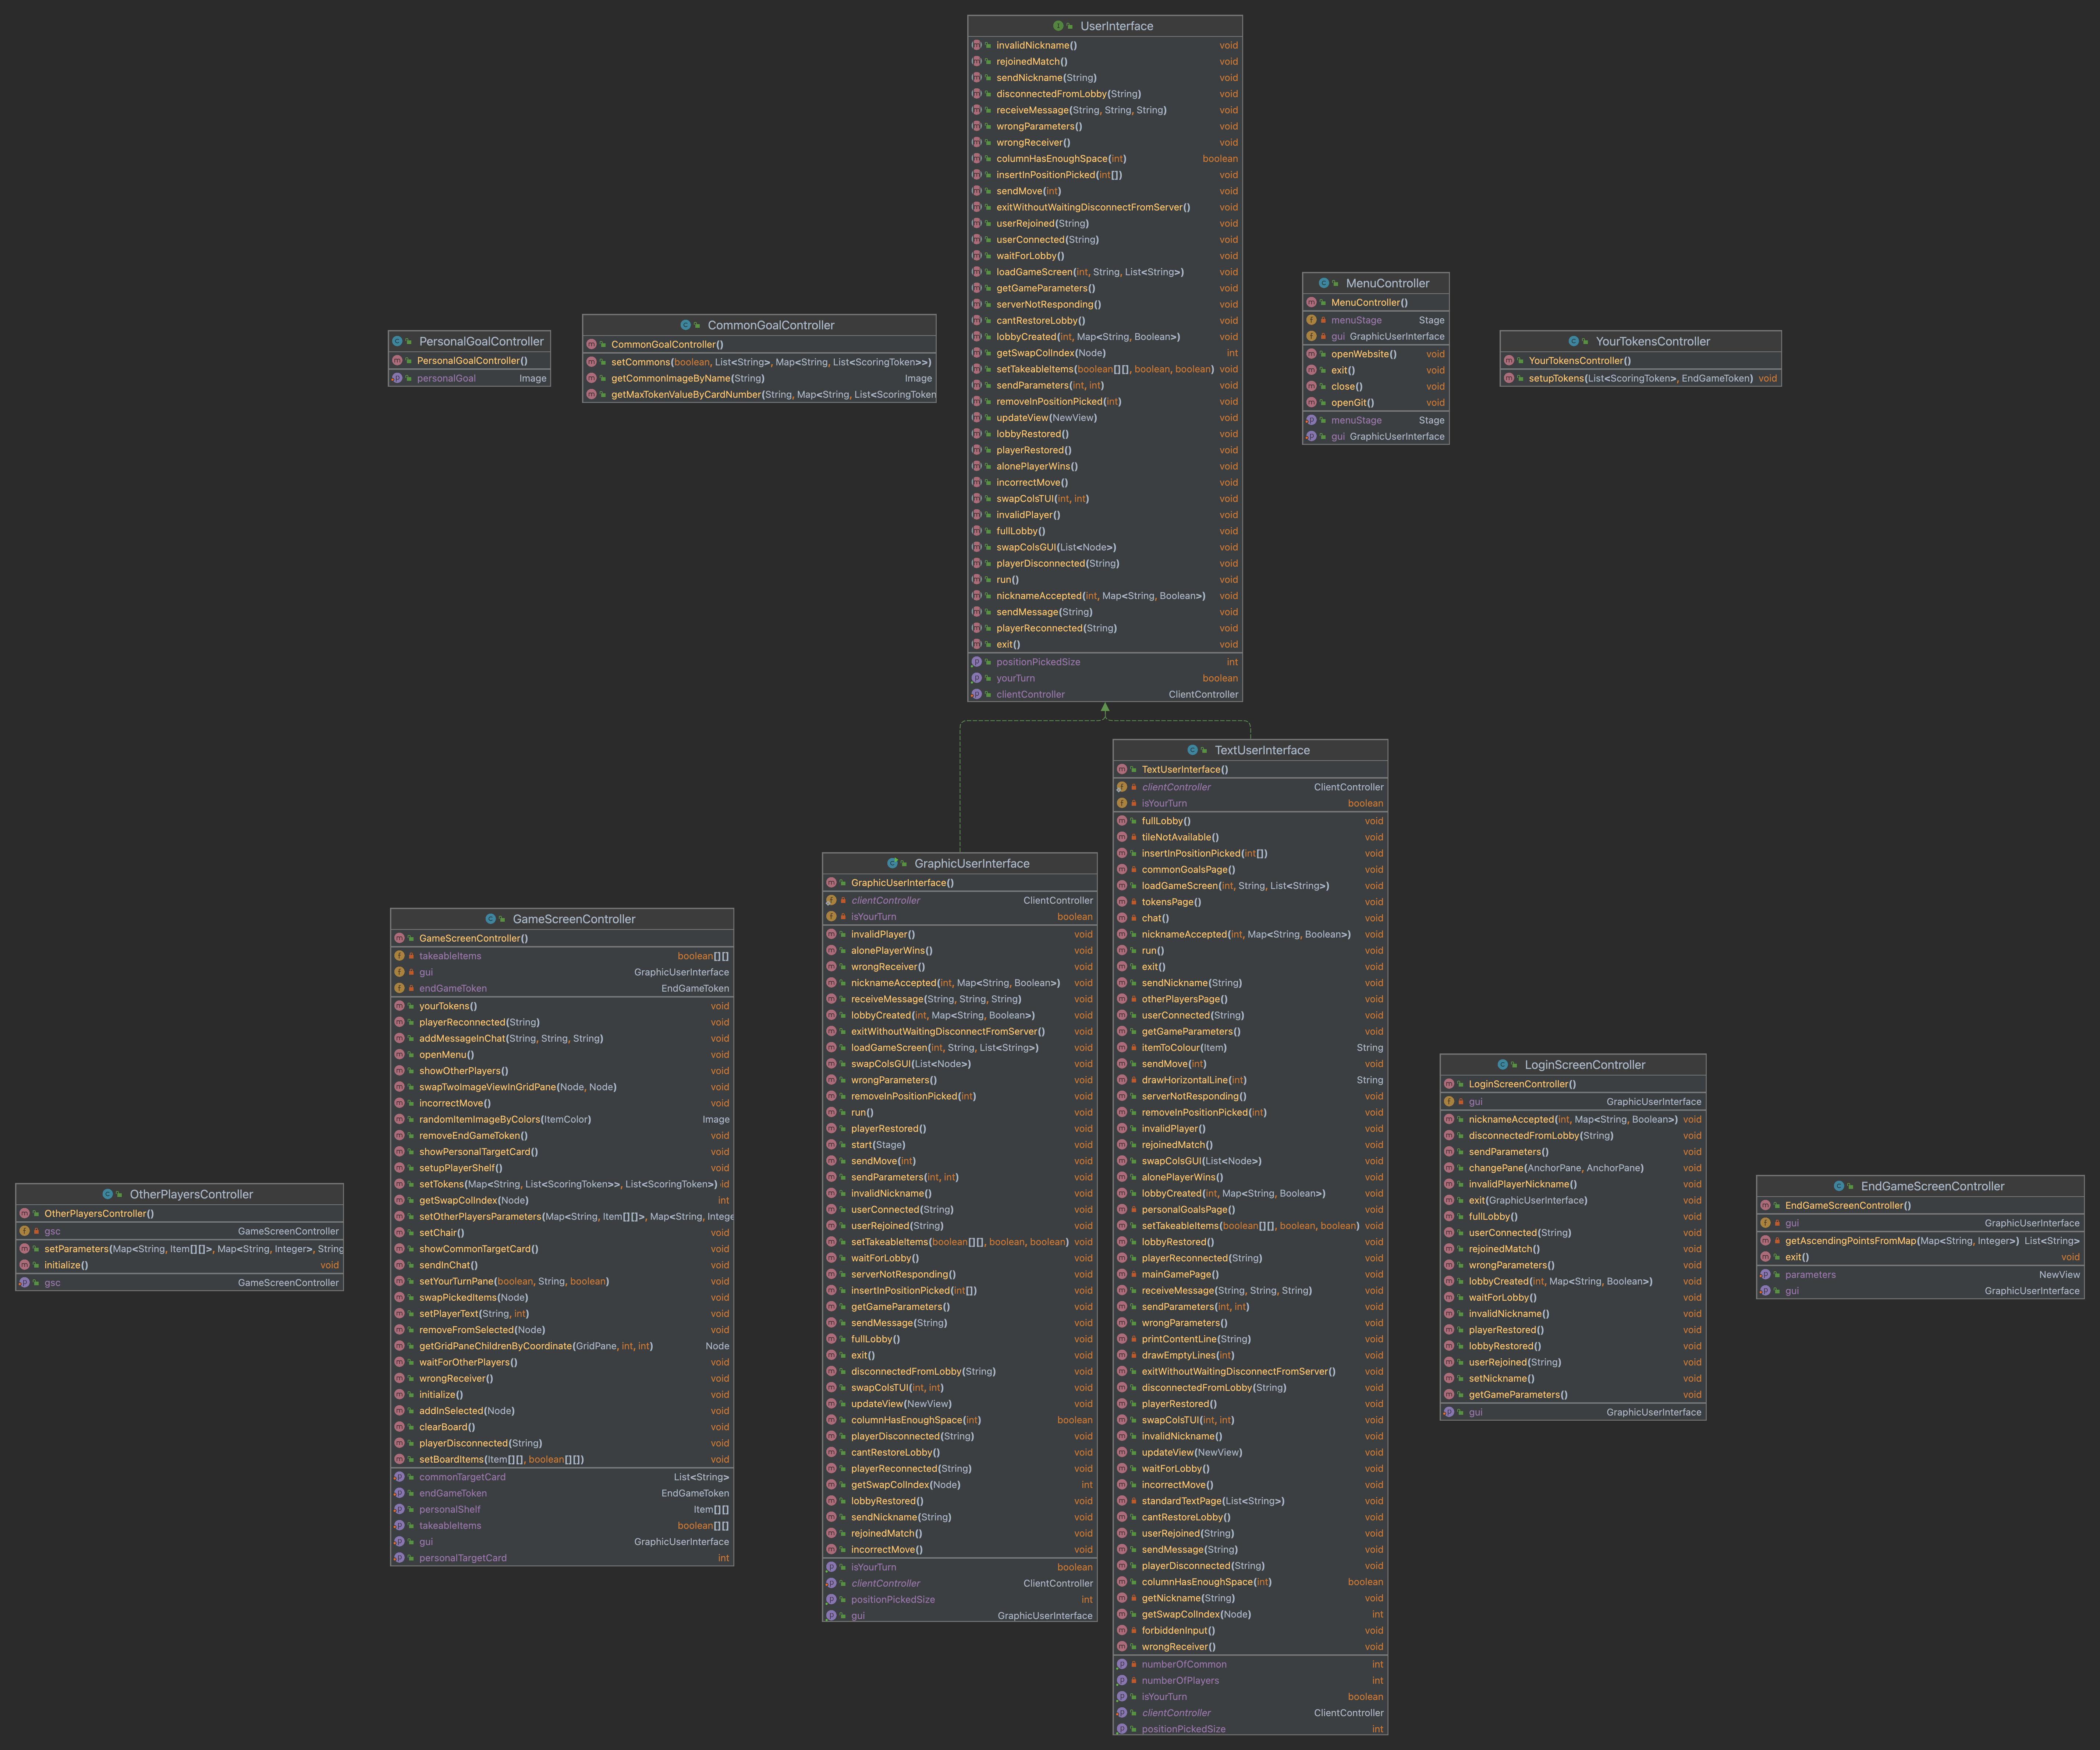 UserInterface
invalidNickname() void
rejoinedMatch() void
sendNickname(String) void
disconnectedFromLobby(String) void
receiveMessage(String, String, String) void
wrongParameters() void
wrongReceiver() void
columnHasEnoughSpace(int) boolean
insertInPositionPicked(int[]) void
sendMove(int) void
exitWithoutWaitingDisconnectFromServer() void
userRejoined(String) void
userConnected(String) void
waitForLobby() void
loadGameScreen(int, String, List<String>) void
getGameParameters() void
serverNotResponding() void
cantRestoreLobby() void
lobbyCreated(int, Map<String, Boolean>) void
getSwapColIndex(Node) int
setTakeableItems(boolean[][], boolean, boolean) void
sendParameters(int, int) void
removeInPositionPicked(int) void
updateView(NewView) void
lobbyRestored() void
playerRestored() void
alonePlayerWins() void
incorrectMove() void
swapColsTUI(int, int) void
invalidPlayer() void
fullLobby() void
swapColsGUI(List<Node>) void
playerDisconnected(String) void
run() void
nicknameAccepted(int, Map<String, Boolean>) void
sendMessage(String) void
playerReconnected(String) void
exit() void
positionPickedSize int
yourTurn boolean
clientController ClientController
PersonalGoalController
PersonalGoalController()
personalGoal Image
CommonGoalController
CommonGoalController()
setCommons(boolean, List<String>, Map<String, List<ScoringToken>>)
getCommonImageByName(String) Image
getMaxTokenValueByCardNumber(String, Map<String, List<ScoringToken
MenuController
MenuController()
menuStage Stage
gui GraphicUserInterface
openWebsite() void
exit() void
close() void
openGit() void
menuStage Stage
gui GraphicUserInterface
YourTokensController
YourTokensController()
setupTokens(List<ScoringToken>, EndGameToken) void
TextUserInterface
TextUserInterface()
clientController ClientController
isYourTurn boolean
fullLobby() void
tileNotAvailable() void
insertInPositionPicked(int[]) void
commonGoalsPage() void
loadGameScreen(int, String, List<String>) void
tokensPage() void
chat() void
nicknameAccepted(int, Map<String, Boolean>) void
run() void
exit() void
sendNickname(String) void
otherPlayersPage() void
userConnected(String) void
getGameParameters() void
itemToColour(Item) String
sendMove(int) void
drawHorizontalLine(int) String
serverNotResponding() void
removeInPositionPicked(int) void
invalidPlayer() void
rejoinedMatch() void
swapColsGUI(List<Node>) void
alonePlayerWins() void
lobbyCreated(int, Map<String, Boolean>) void
personalGoalsPage() void
setTakeableItems(boolean[][], boolean, boolean) void
lobbyRestored() void
playerReconnected(String) void
mainGamePage() void
receiveMessage(String, String, String) void
sendParameters(int, int) void
wrongParameters() void
printContentLine(String) void
drawEmptyLines(int) void
exitWithoutWaitingDisconnectFromServer() void
disconnectedFromLobby(String) void
playerRestored() void
swapColsTUI(int, int) void
invalidNickname() void
updateView(NewView) void
waitForLobby() void
incorrectMove() void
standardTextPage(List<String>) void
cantRestoreLobby() void
userRejoined(String) void
sendMessage(String) void
playerDisconnected(String) void
columnHasEnoughSpace(int) boolean
getNickname(String) void
getSwapColIndex(Node) int
forbiddenInput() void
wrongReceiver() void
numberOfCommon int
numberOfPlayers int
isYourTurn boolean
clientController ClientController
positionPickedSize int
GraphicUserInterface
GraphicUserInterface()
clientController ClientController
isYourTurn boolean
invalidPlayer() void
alonePlayerWins() void
wrongReceiver() void
nicknameAccepted(int, Map<String, Boolean>) void
receiveMessage(String, String, String) void
lobbyCreated(int, Map<String, Boolean>) void
exitWithoutWaitingDisconnectFromServer() void
loadGameScreen(int, String, List<String>) void
swapColsGUI(List<Node>) void
wrongParameters() void
removeInPositionPicked(int) void
run() void
playerRestored() void
start(Stage) void
sendMove(int) void
sendParameters(int, int) void
invalidNickname() void
userConnected(String) void
userRejoined(String) void
setTakeableItems(boolean[][], boolean, boolean) void
waitForLobby() void
serverNotResponding() void
insertInPositionPicked(int[]) void
getGameParameters() void
sendMessage(String) void
fullLobby() void
exit() void
disconnectedFromLobby(String) void
swapColsTUI(int, int) void
updateView(NewView) void
columnHasEnoughSpace(int) boolean
playerDisconnected(String) void
cantRestoreLobby() void
playerReconnected(String) void
getSwapColIndex(Node) int
lobbyRestored() void
sendNickname(String) void
rejoinedMatch() void
incorrectMove() void
isYourTurn boolean
clientController ClientController
positionPickedSize int
gui GraphicUserInterface
GameScreenController
GameScreenController()
takeableItems boolean[][]
gui GraphicUserInterface
endGameToken EndGameToken
yourTokens() void
playerReconnected(String) void
addMessageInChat(String, String, String) void
openMenu() void
showOtherPlayers() void
swapTwoImageViewInGridPane(Node, Node) void
incorrectMove() void
randomItemImageByColors(ItemColor) Image
removeEndGameToken() void
showPersonalTargetCard() void
setupPlayerShelf() void
setTokens(Map<String, List<ScoringToken>>, List<ScoringToken>) id
getSwapColIndex(Node) int
setOtherPlayersParameters(Map<String, Item[][]>, Map<String, Intege
setChair() void
showCommonTargetCard() void
sendInChat() void
setYourTurnPane(boolean, String, boolean) void
swapPickedItems(Node) void
setPlayerText(String, int) void
removeFromSelected(Node) void
getGridPaneChildrenByCoordinate(GridPane, int, int) Node
waitForOtherPlayers() void
wrongReceiver() void
initialize() void
addInSelected(Node) void
clearBoard() void
playerDisconnected(String) void
setBoardItems(Item[][], boolean[][]) void
commonTargetCard List<String>
endGameToken EndGameToken
personalShelf Item[][]
takeableItems boolean[][]
gui GraphicUserInterface
personalTargetCard int
LoginScreenController
LoginScreenController()
gui GraphicUserInterface
nicknameAccepted(int, Map<String, Boolean>) void
disconnectedFromLobby(String) void
sendParameters() void
changePane(AnchorPane, AnchorPane) void
invalidPlayerNickname() void
exit(GraphicUserInterface) void
fullLobby() void
userConnected(String) void
rejoinedMatch() void
wrongParameters() void
lobbyCreated(int, Map<String, Boolean>) void
waitForLobby() void
invalidNickname() void
playerRestored() void
lobbyRestored() void
userRejoined(String) void
setNickname() void
getGameParameters() void
gui GraphicUserInterface
OtherPlayersController
OtherPlayersController()
gsc GameScreenController
setParameters(Map<String, Item[][]>, Map<String, Integer>, String
initialize() void
gsc GameScreenController
EndGameScreenController
EndGameScreenController()
gui GraphicUserInterface
getAscendingPointsFromMap(Map<String, Integer>) List<String>
exit() void
parameters NewView
gui GraphicUserInterface